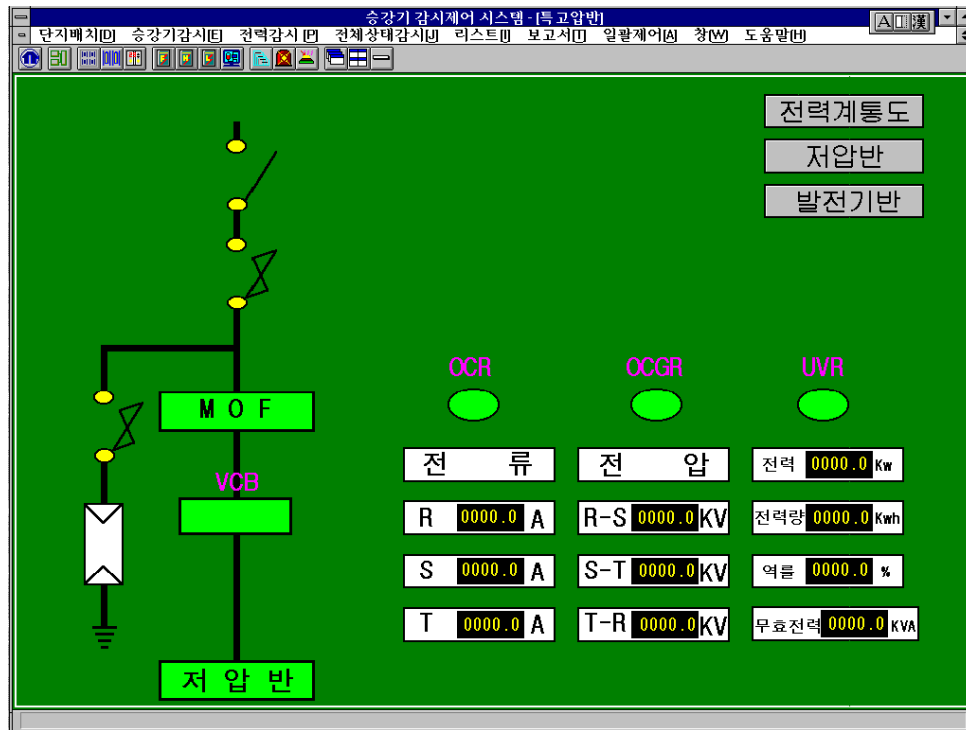 승강기 감시제어 시스템 - [특고압반]
A 漢
단지배치[D] 승강기감시[E] 전력감시 [P] 전체상태감시[J] 리스트[I] 보고서[T] 일괄제어[A] 창[W] 도움말[H]
전력계통도
저압반
발전기반
OCR OCGR UVR
M O F
VCB
전 류 전 압 전력 0000.0 Kw
R 0000.0 A R-S 0000.0 KV 전력량 0000.0 Kwh
S 0000.0 A S-T 0000.0 KV 역률 0000.0 %
T 0000.0 A T-R 0000.0 KV 무효전력 0000.0 KVA
저 압 반